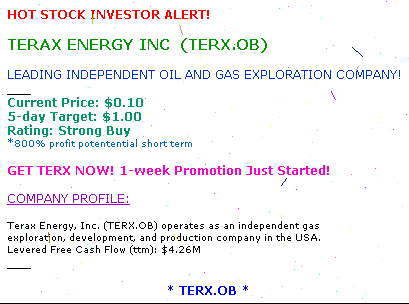 HOT STOCK INVESTOR ALERT!
TERAX ENERGY INC (TERX.OB)
LEADING INDEPENDENT OIL AND GAS EXPLORATION COMPANY!
Current Price: $0.10
5-day Target: $1.00
Rating: Strong Buy
*800% profit potentential short term
GET TERX NOW! 1-week Promotion Just Started!
COMPANY PROFILE:
Terax Energy, Inc. (TERX.OB) operates as an independent gas
exploration, development, and production company in the USA.
Levered Free Cash Flow (ttm): $4.26M
* TERX.OB *